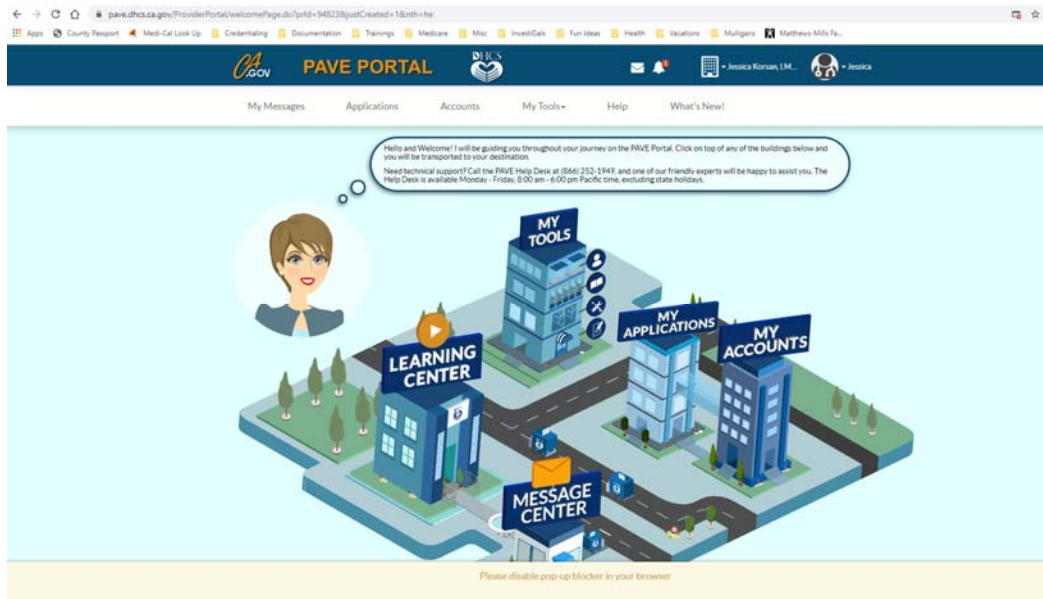 pave.dhcs.ca.gov/ProviderPortal/welcomePage.do?prId=94823&justCreated=1&nth=he
Apps County Passport Medi-Cal Look Up Credentialing Documentation Trainings Medicare Misc InvestiGals Fun Ideas Health Vacations Mulligans Matthews-Mills Fa...
CA.GOV PAVE PORTAL DHCS Jessica Korsan, LM... Jessica
My Messages Applications Accounts My Tools Help What's New!
Hello and Welcome! I will be guiding you throughout your journey on the PAVE Portal. Click on top of any of the buildings below and
you will be transported to your destination.
Need technical support? Call the PAVE Help Desk at (866) 252-1949, and one of our friendly experts will be happy to assist you. The
Help Desk is available Monday - Friday, 8:00 am - 6:00 pm Pacific time, excluding state holidays.
MY
TOOLS
MY
APPLICATIONS
MY
ACCOUNTS
LEARNING
CENTER
MESSAGE
CENTER
Please disable pop-up blocker in your browser